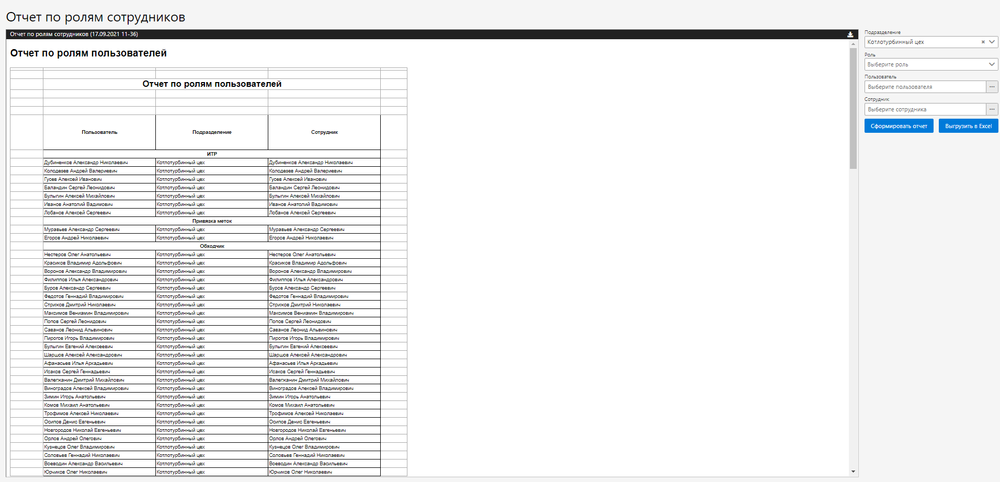 Отчет по ролям сотрудников
Отчет по ролям сотрудников (17.09.2021 11-36)
Отчет по ролям пользователей
Отчет по ролям пользователей
Пользователь Подразделение Сотрудник
ИТР
Дубиненков Александр Николаевич Котлотурбинный цех Дубиненков Александр Николаевич
Колодезев Андрей Валериевич Котлотурбинный цех Колодезев Андрей Валериевич
Гусев Алексей Иванович Котлотурбинный цех Гусев Алексей Иванович
Баландин Сергей Леонидович Котлотурбинный цех Баландин Сергей Леонидович
Булыгин Алексей Михайлович Котлотурбинный цех Булыгин Алексей Михайлович
Иванов Анатолий Вадимович Котлотурбинный цех Иванов Анатолий Вадимович
Лобанов Алексей Сергеевич Котлотурбинный цех Лобанов Алексей Сергеевич
Привязка меток
Муравьев Александр Сергеевич Котлотурбинный цех Муравьев Александр Сергеевич
Егоров Андрей Николаевич Котлотурбинный цех Егоров Андрей Николаевич
Обходчик
Нестеров Олег Анатольевич Котлотурбинный цех Нестеров Олег Анатольевич
Красиков Владимир Адольфович Котлотурбинный цех Красиков Владимир Адольфович
Воронов Александр Владимирович Котлотурбинный цех Воронов Александр Владимирович
Филиппов Илья Александрович Котлотурбинный цех Филиппов Илья Александрович
Буров Александр Сергеевич Котлотурбинный цех Буров Александр Сергеевич
Федотов Геннадий Владимирович Котлотурбинный цех Федотов Геннадий Владимирович
Стрижов Дмитрий Николаевич Котлотурбинный цех Стрижов Дмитрий Николаевич
Максимов Вениамин Владимирович Котлотурбинный цех Максимов Вениамин Владимирович
Попов Сергей Леонидович Котлотурбинный цех Попов Сергей Леонидович
Саванов Леонид Альвинович Котлотурбинный цех Саванов Леонид Альвинович
Пирогов Игорь Владимирович Котлотурбинный цех Пирогов Игорь Владимирович
Булыгин Евгений Алексеевич Котлотурбинный цех Булыгин Евгений Алексеевич
Шаршов Алексей Александрович Котлотурбинный цех Шаршов Алексей Александрович
Афанасьев Илья Аркадьевич Котлотурбинный цех Афанасьев Илья Аркадьевич
Исаков Сергей Геннадьевич Котлотурбинный цех Исаков Сергей Геннадьевич
Валегжанин Дмитрий Михайлович Котлотурбинный цех Валегжанин Дмитрий Михайлович
Виноградов Алексей Владимирович Котлотурбинный цех Виноградов Алексей Владимирович
Зимин Игорь Анатольевич Котлотурбинный цех Зимин Игорь Анатольевич
Комов Михаил Анатольевич Котлотурбинный цех Комов Михаил Анатольевич
Трофимов Алексей Николаевич Котлотурбинный цех Трофимов Алексей Николаевич
Осипов Денис Евгеньевич Котлотурбинный цех Осипов Денис Евгеньевич
Новгородов Николай Евгеньевич Котлотурбинный цех Новгородов Николай Евгеньевич
Орлов Андрей Олегович Котлотурбинный цех Орлов Андрей Олегович
Кузнецов Олег Владимирович Котлотурбинный цех Кузнецов Олег Владимирович
Соловьев Геннадий Николаевич Котлотурбинный цех Соловьев Геннадий Николаевич
Воеводин Александр Васильевич Котлотурбинный цех Воеводин Александр Васильевич
Юрчиков Олег Николаевич Котлотурбинный цех Юрчиков Олег Николаевич
Подразделение
Котлотурбинный цех
Роль
Выберите роль
Пользователь
Выберите пользователя
Сотрудник
Выберите сотрудника
Сформировать отчет Выгрузить в Excel